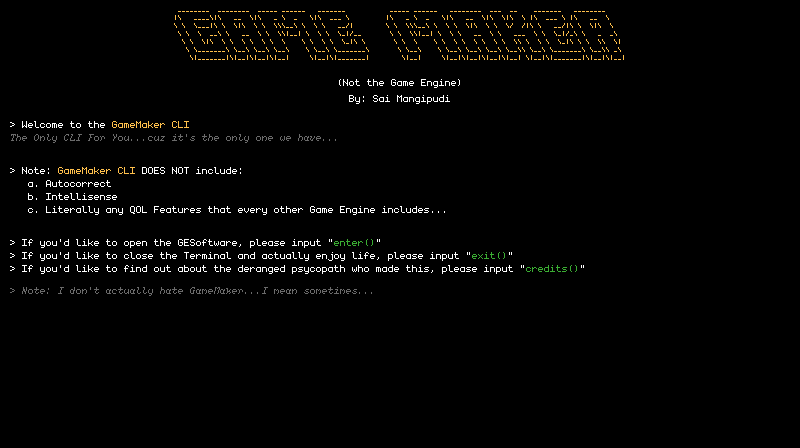 GAME MAKER
(Not the Game Engine)
By: Sai Mangipudi
> Welcome to the GameMaker CLI
The Only CLI For You...cuz it's the only one we have...
> Note: GameMaker CLI DOES NOT include:
a. Autocorrect
b. Intellisense
c. Literally any QOL Features that every other Game Engine includes...
> If you'd like to open the GESoftware, please input "enter()"
> If you'd like to close the Terminal and actually enjoy life, please input "exit()"
> If you'd like to find out about the deranged psycopath who made this, please input "credits()"
> Note: I don't actually hate GameMaker...I mean sometimes...